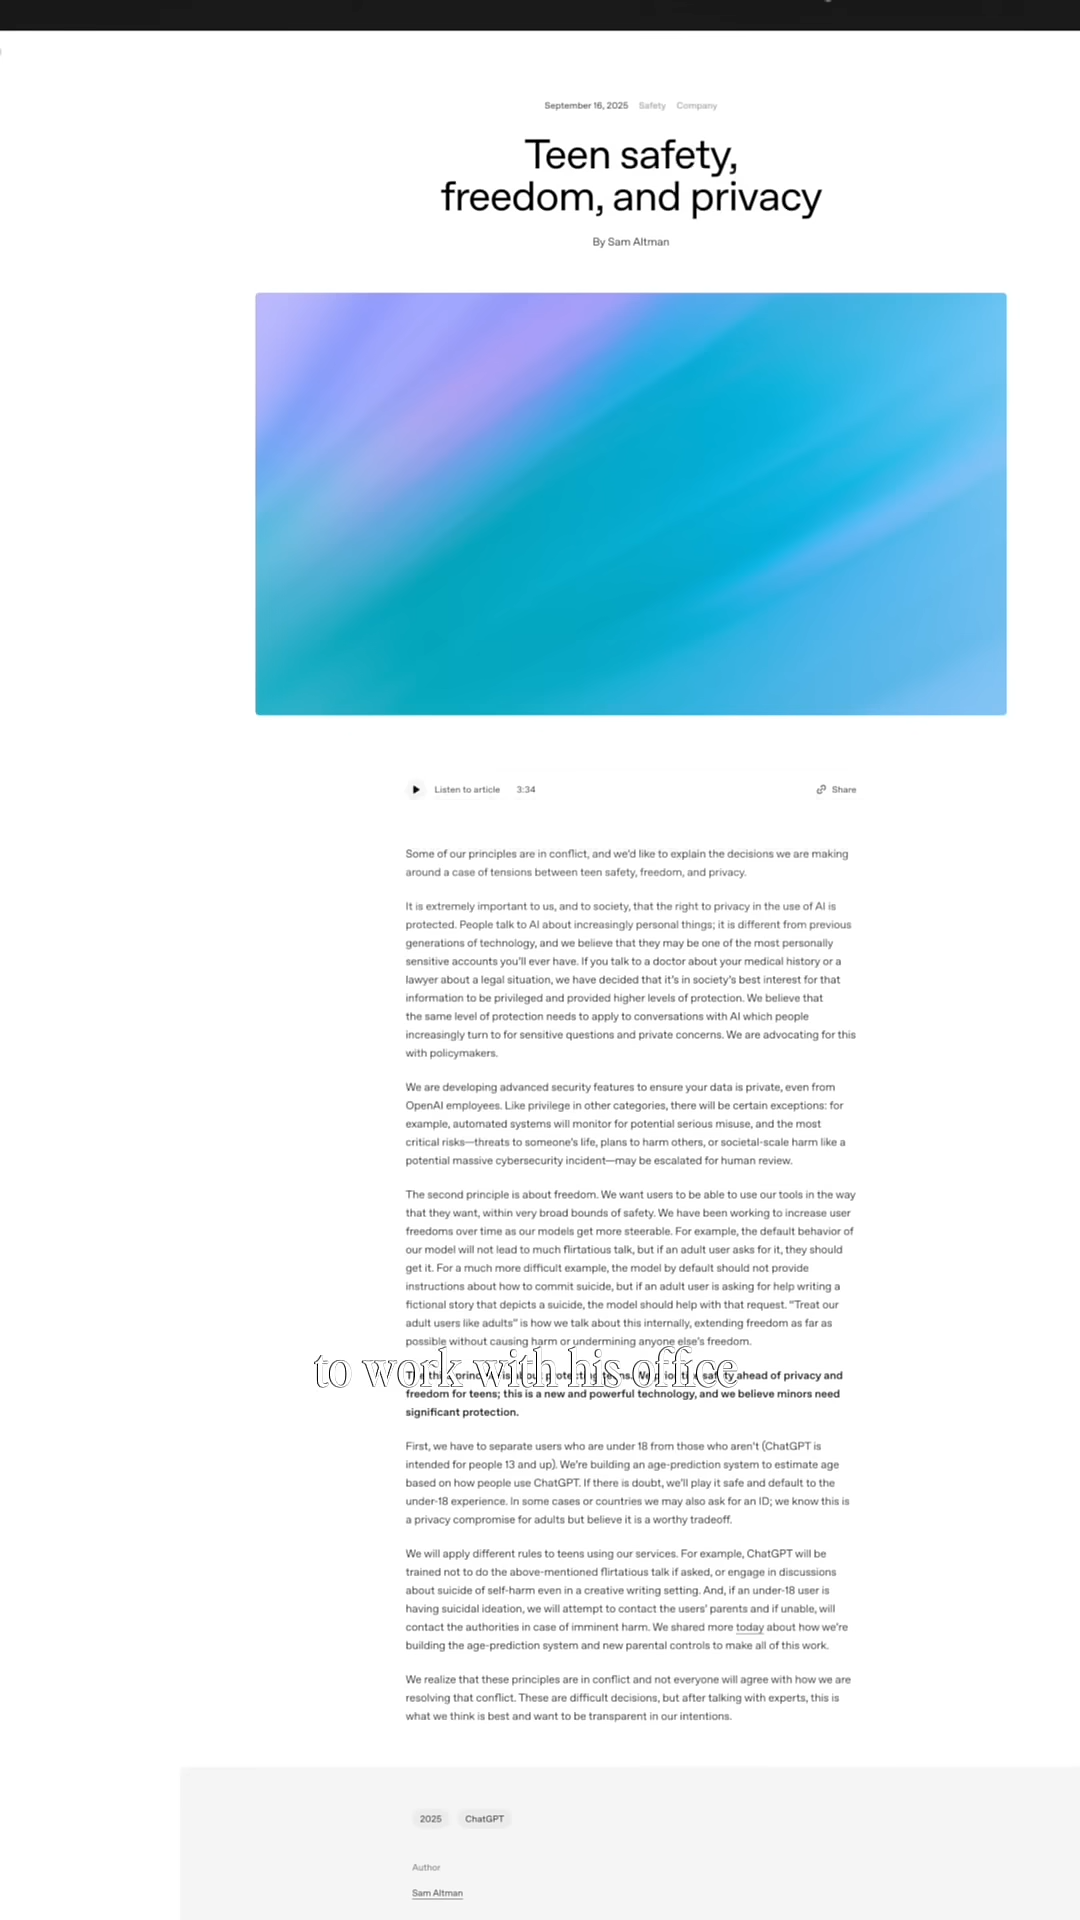 September 16, 2025 Safety Company
Teen safety,
freedom, and privacy
By Sam Altman
Listen to article 3:34 Share
Some of our principles are in conflict, and we'd like to explain the decisions we are making
around a case of tensions between teen safety, freedom, and privacy.
It is extremely important to us, and to society, that the right to privacy in the use of AI is
protected. People talk to AI about increasingly personal things; it is different from previous
generations of technology, and we believe that they may be one of the most personally
sensitive accounts you'll ever have. If you talk to a doctor about your medical history or a
lawyer about a legal situation, we have decided that it's in society's best interest for that
information to be privileged and provided higher levels of protection. We believe that
the same level of protection needs to apply to conversations with AI which people
increasingly turn to for sensitive questions and private concerns. We are advocating for this
with policymakers.
We are developing advanced security features to ensure your data is private, even from
OpenAI employees. Like privilege in other categories, there will be certain exceptions: for
example, automated systems will monitor for potential serious misuse, and the most
critical risks—threats to someone's life, plans to harm others, or societal-scale harm like a
potential massive cybersecurity incident—may be escalated for human review.
The second principle is about freedom. We want users to be able to use our tools in the way
that they want, within very broad bounds of safety. We have been working to increase user
freedoms over time as our models get more steerable. For example, the default behavior of
our model will not lead to much flirtatious talk, but if an adult user asks for it, they should
get it. For a much more difficult example, the model by default should not provide
instructions about how to commit suicide, but if an adult user is asking for help writing a
fictional story that depicts a suicide, the model should help with that request. "Treat our
adult users like adults" is how we talk about this internally, extending freedom as far as
possible without causing harm or undermining anyone else's freedom.
to work with his office
ahead of privacy and
freedom for teens; this is a new and powerful technology, and we believe minors need
significant protection.
First, we have to separate users who are under 18 from those who aren't (ChatGPT is
intended for people 13 and up). We're building an age-prediction system to estimate age
based on how people use ChatGPT. If there is doubt, we'll play it safe and default to the
under-18 experience. In some cases or countries we may also ask for an ID; we know this is
a privacy compromise for adults but believe it is a worthy tradeoff.
We will apply different rules to teens using our services. For example, ChatGPT will be
trained not to do the above-mentioned flirtatious talk if asked, or engage in discussions
about suicide of self-harm even in a creative writing setting. And, if an under-18 user is
having suicidal ideation, we will attempt to contact the users' parents and if unable, will
contact the authorities in case of imminent harm. We shared more today about how we're
building the age-prediction system and new parental controls to make all of this work.
We realize that these principles are in conflict and not everyone will agree with how we are
resolving that conflict. These are difficult decisions, but after talking with experts, this is
what we think is best and want to be transparent in our intentions.
2025 ChatGPT
Author
Sam Altman